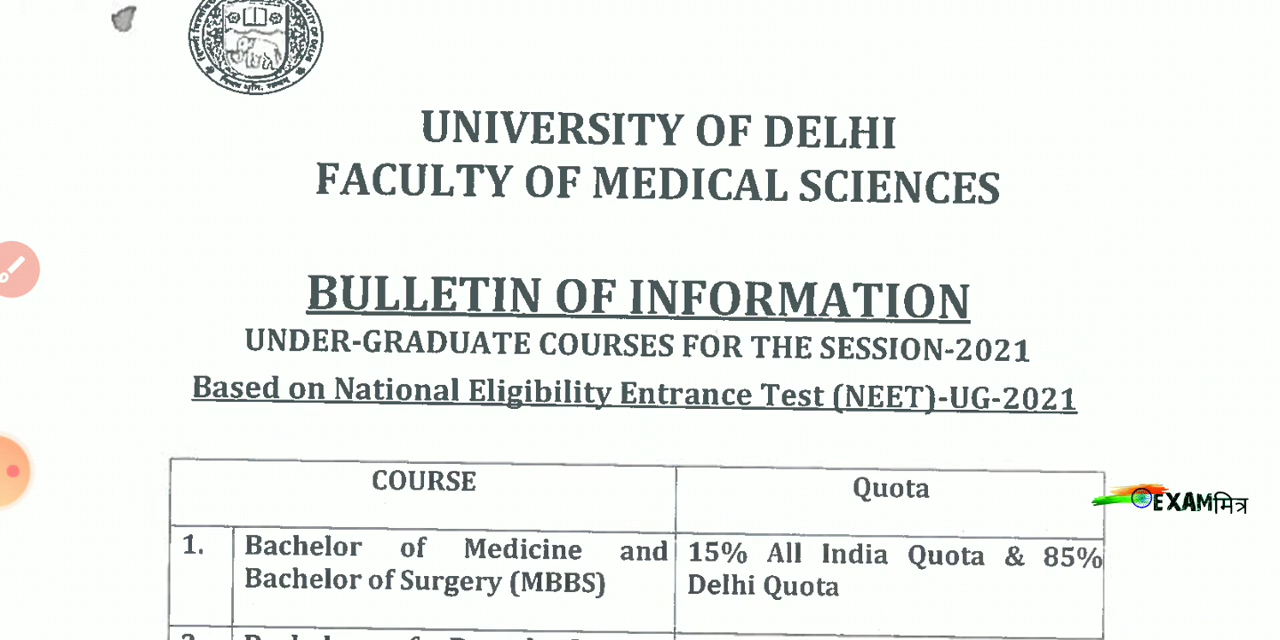 UNIVERSITY OF DELHI
FACULTY OF MEDICAL SCIENCES
BULLETIN OF INFORMATION
UNDER-GRADUATE COURSES FOR THE SESSION-2021
Based on National Eligibility Entrance Test (NEET)-UG-2021
COURSE Quota
EXAMमित्र
1. Bachelor of Medicine and 15% All India Quota & 85%
Bachelor of Surgery (MBBS) Delhi Quota